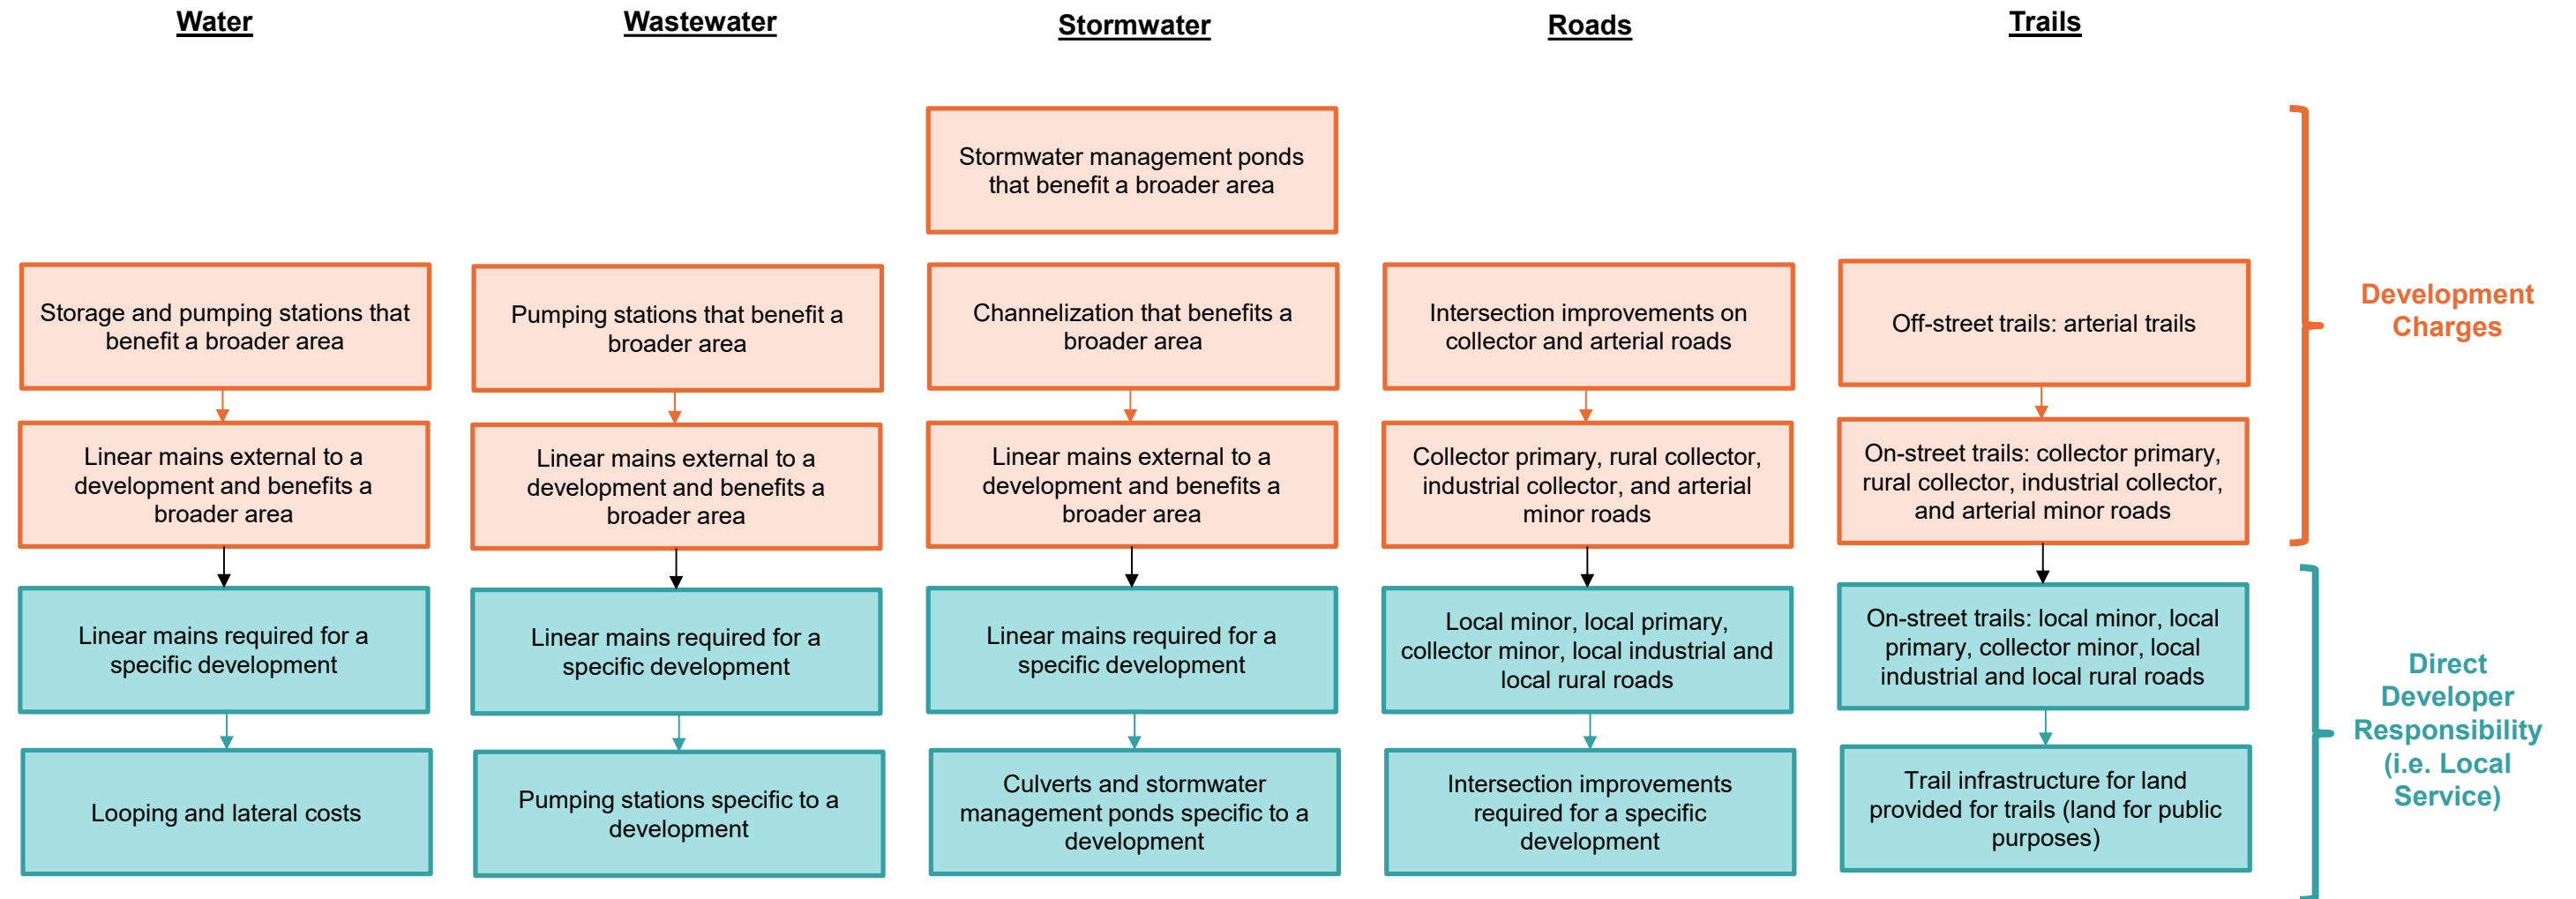 Water
Wastewater
Stormwater
Roads
Trails
Stormwater management ponds
that benefit a broader area
Storage and pumping stations that
benefit a broader area
Pumping stations that benefit a
broader area
Channelization that benefits a
broader area
Intersection improvements on
collector and arterial roads
Off-street trails: arterial trails
Development
Charges
Linear mains external to a
development and benefits a
broader area
Linear mains external to a
development and benefits a
broader area
Linear mains external to a
development and benefits a
broader area
Collector primary, rural collector,
industrial collector, and arterial
minor roads
On-street trails: collector primary,
rural collector, industrial collector,
and arterial minor roads
Linear mains required for a
specific development
Linear mains required for a
specific development
Linear mains required for a
specific development
Local minor, local primary,
collector minor, local industrial and
local rural roads
On-street trails: local minor, local
primary, collector minor, local
industrial and local rural roads
Direct
Developer
Responsibility
(i.e. Local
Service)
Looping and lateral costs
Pumping stations specific to a
development
Culverts and stormwater
management ponds specific to a
development
Intersection improvements
required for a specific
development
Trail infrastructure for land
provided for trails (land for public
purposes)